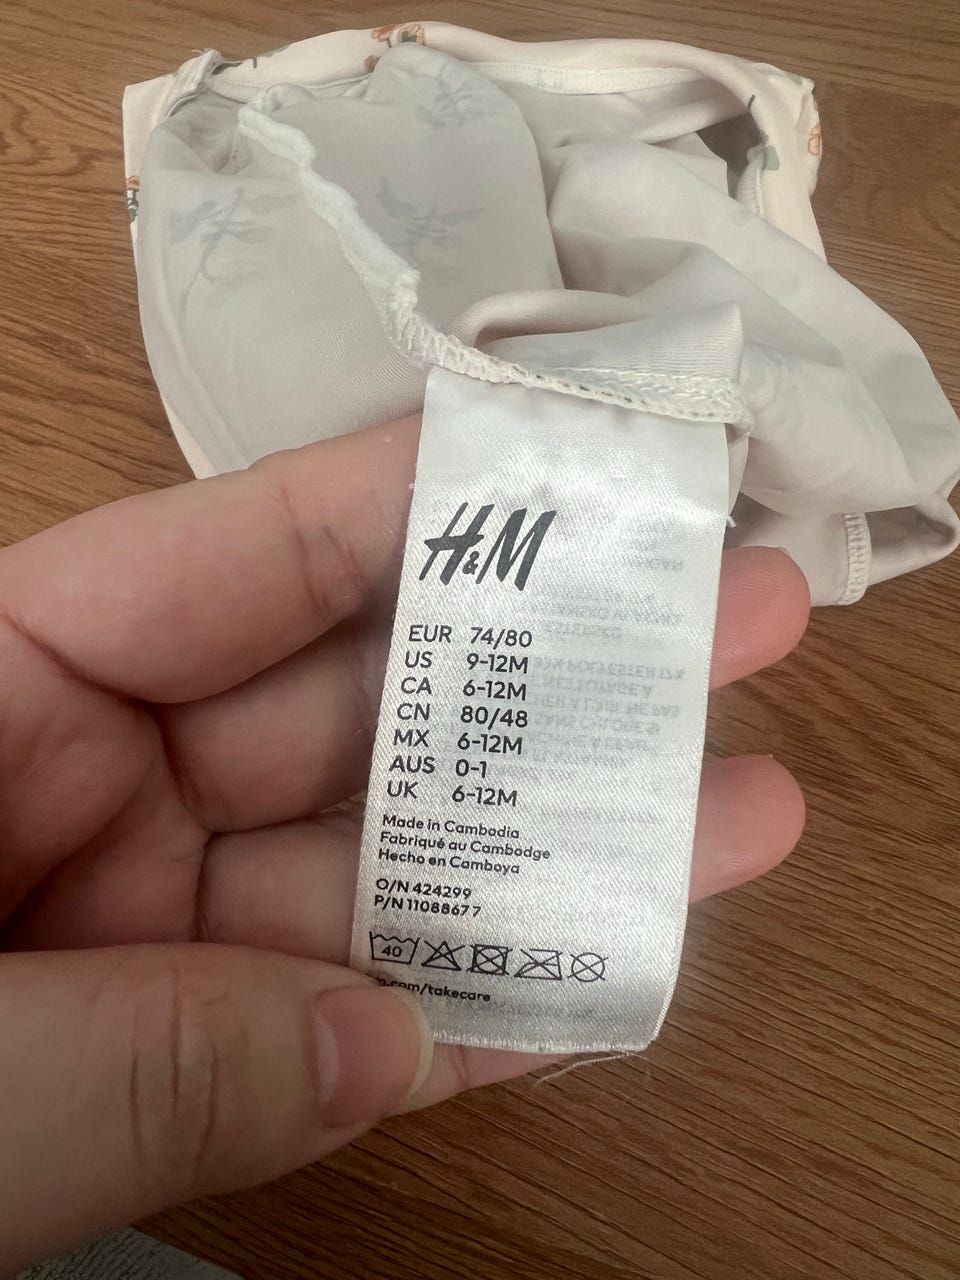 H&M
EUR 74/80
US 9-12M
CA 6-12M
CN 80/48
MX 6-12M
AUS 0-1
UK 6-12M
Made in Cambodia
Fabriqué au Cambodge
Hecho en Camboya
O/N 424299
P/N 11088677
40
.com/takecare